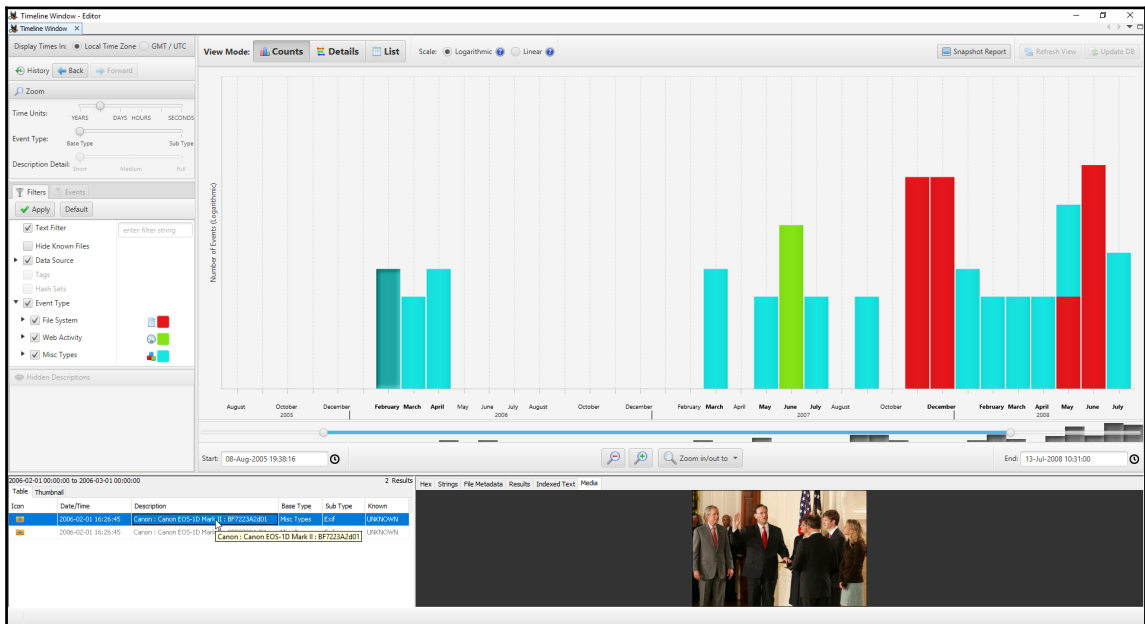 Timeline Window - Editor
Timeline Window
Display Times In: Local Time Zone GMT / UTC
View Mode: Counts Details List Scale: Logarithmic Linear
Snapshot Report Refresh View Update DB
History Back Forward
Zoom
Time Units:
YEARS DAYS HOURS SECONDS
Event Type:
Base Type Sub Type
Description Detail:
Short Medium Full
Filters Events
Apply Default
Text Filter enter filter string
Hide Known Files
Data Source
Tags
Hash Sets
Event Type
File System
Web Activity
Misc Types
Hidden Descriptions
Number of Events (Logarithmic)
August October December February March April May June July August October December February March April May June July August October December February March April May June July
2005 2006 2007 2008
Start: 08-Aug-2005 19:38:16 Zoom in/out to End: 13-Jul-2008 10:31:00
2006-02-01 00:00:00 to 2006-03-01 00:00:00 2 Results
Table Thumbnail
Icon Date/Time Description Base Type Sub Type Known
2006-02-01 16:26:45 Canon : Canon EOS-1D Mark II : BF7223A2d01 Misc Types Exif UNKNOWN
2006-02-01 16:26:45 Canon : Canon EOS-1D Mark UNKNOWN
Canon : Canon EOS-1D Mark II : BF7223A2d01
Hex Strings File Metadata Results Indexed Text Media